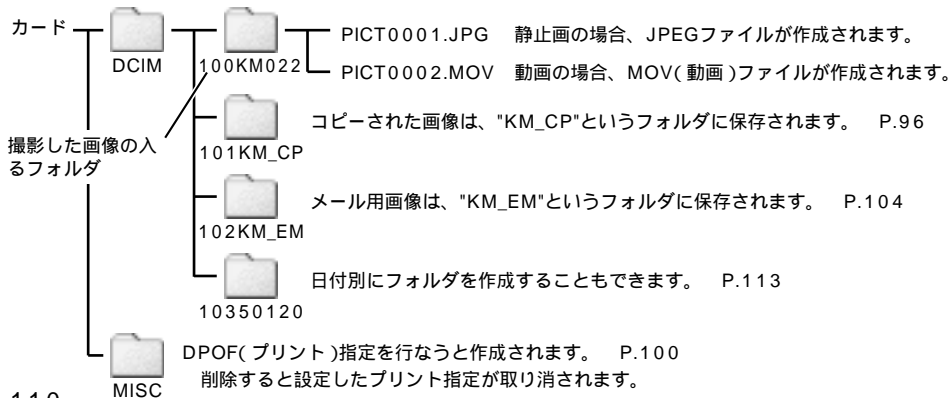 カード
DCIM
100KM022
PICT0001.JPG 静止画の場合、JPEGファイルが作成されます。
PICT0002.MOV 動画の場合、MOV(動画)ファイルが作成されます。
撮影した画像の入
るフォルダ
コピーされた画像は、"KM_CP"というフォルダに保存されます。 P.96
101KM_CP
メール用画像は、"KM_EM"というフォルダに保存されます。 P.104
102KM_EM
日付別にフォルダを作成することもできます。 P.113
10350120
DPOF(プリント)指定を行なうと作成されます。 P.100
削除すると設定したプリント指定が取り消されます。
MISC